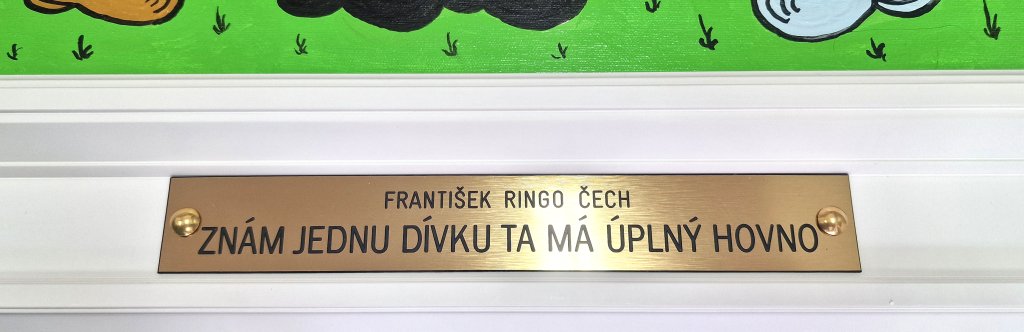 FRANTIŠEK RINGO ČECH
ZNÁM JEDNU DÍVKU TA MÁ ÚPLNÝ HOVNO